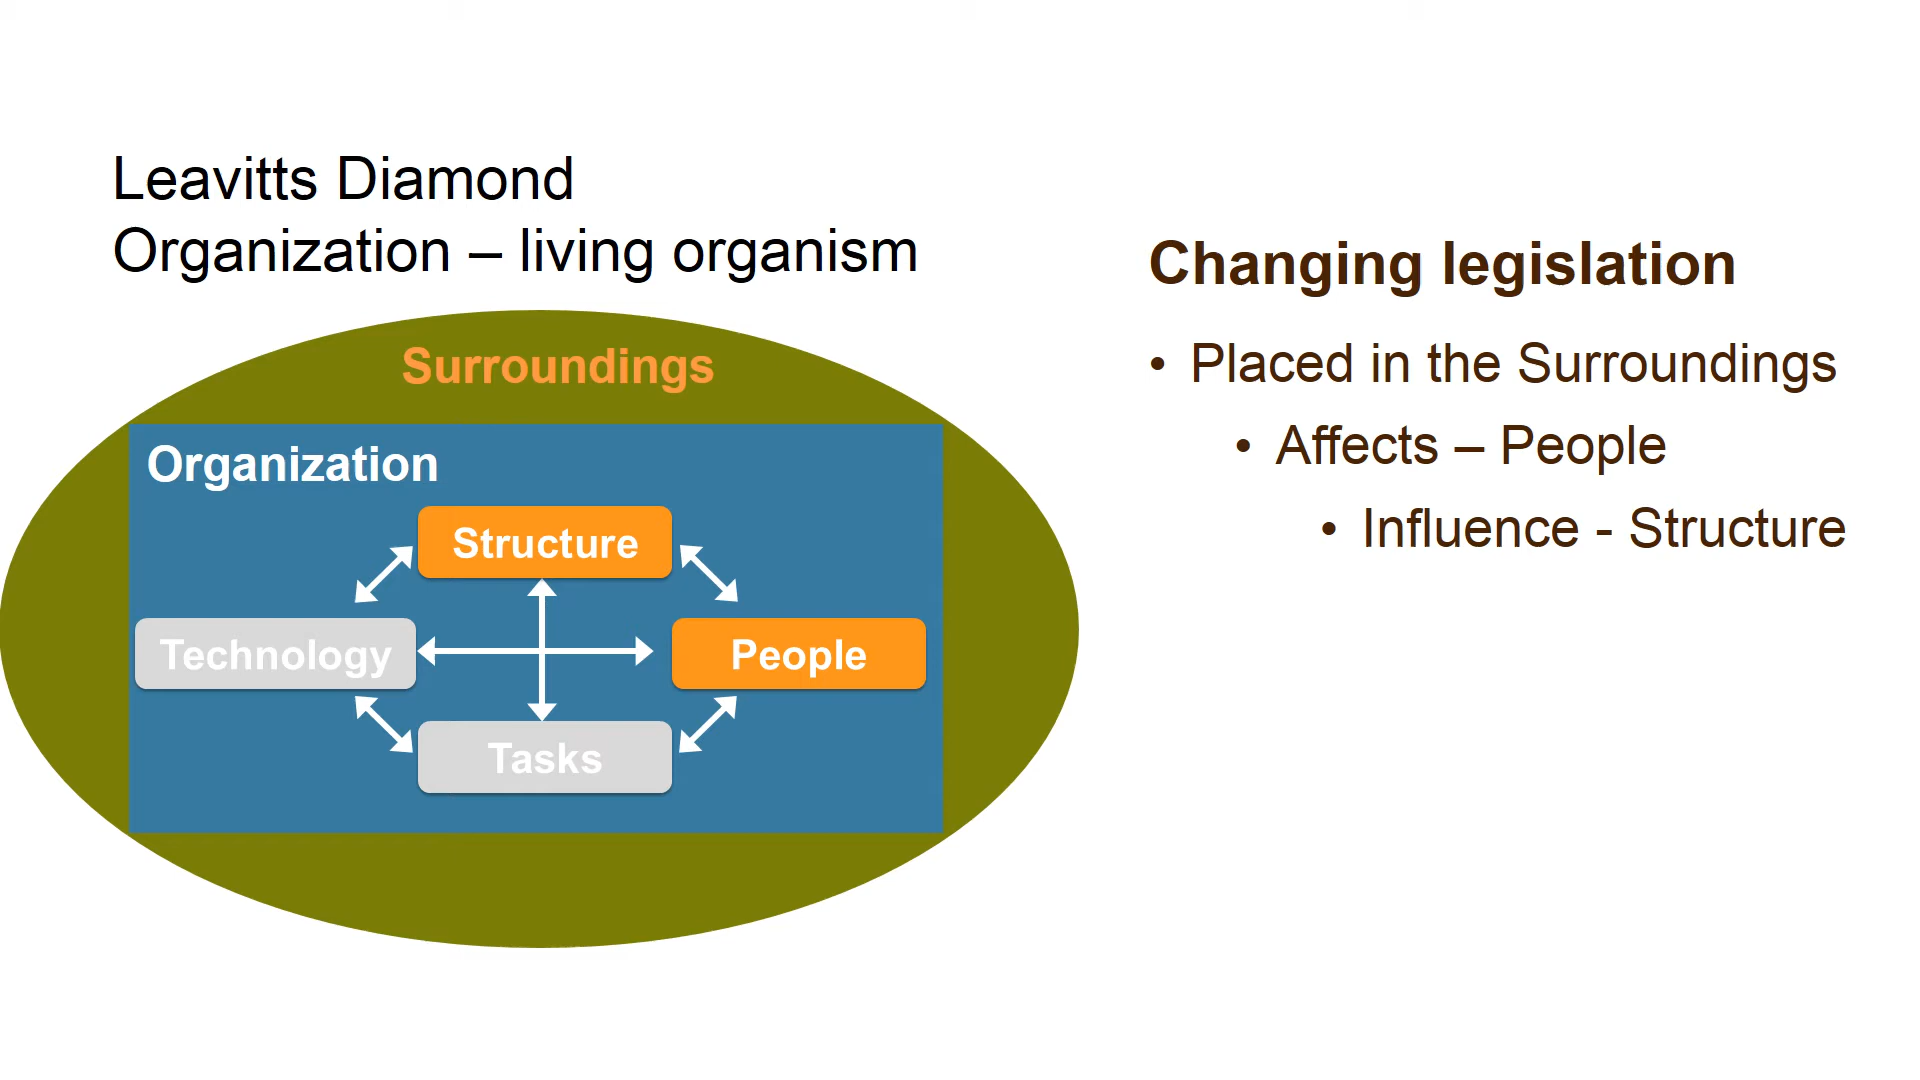 Leavitts Diamond
Organization – living organism
Surroundings
Organization
Structure
Technology
People
Tasks
Changing legislation
• Placed in the Surroundings
• Affects – People
• Influence - Structure